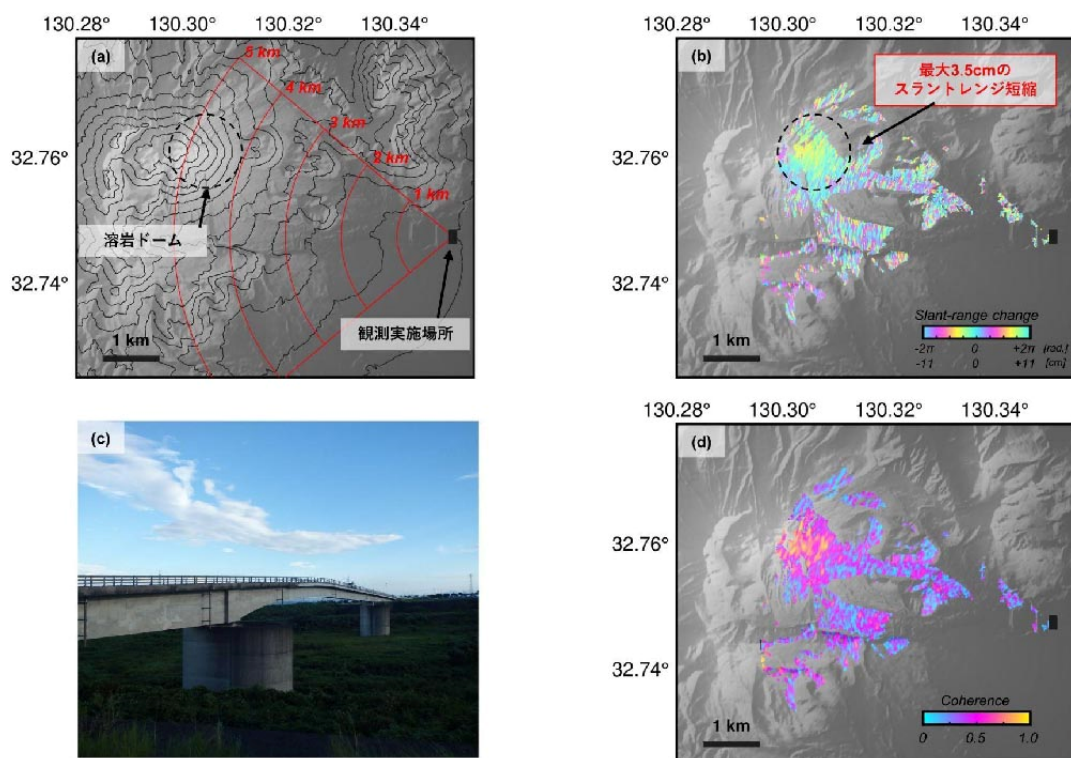 130.28° 130.30° 130.32° 130.34°
(a)
5 km
4 km
3 km
2 km
1 km
32.76°
32.74°
溶岩ドーム
観測実施場所
1 km
130.28° 130.30° 130.32° 130.34°
(b)
最大3.5cmの
スラントレンジ短縮
32.76°
32.74°
Slant-range change
-2π 0 +2π [rad.]
-11 0 +11 [cm]
1 km
(c)
130.28° 130.30° 130.32° 130.34°
(d)
32.76°
32.74°
Coherence
0 0.5 1.0
1 km